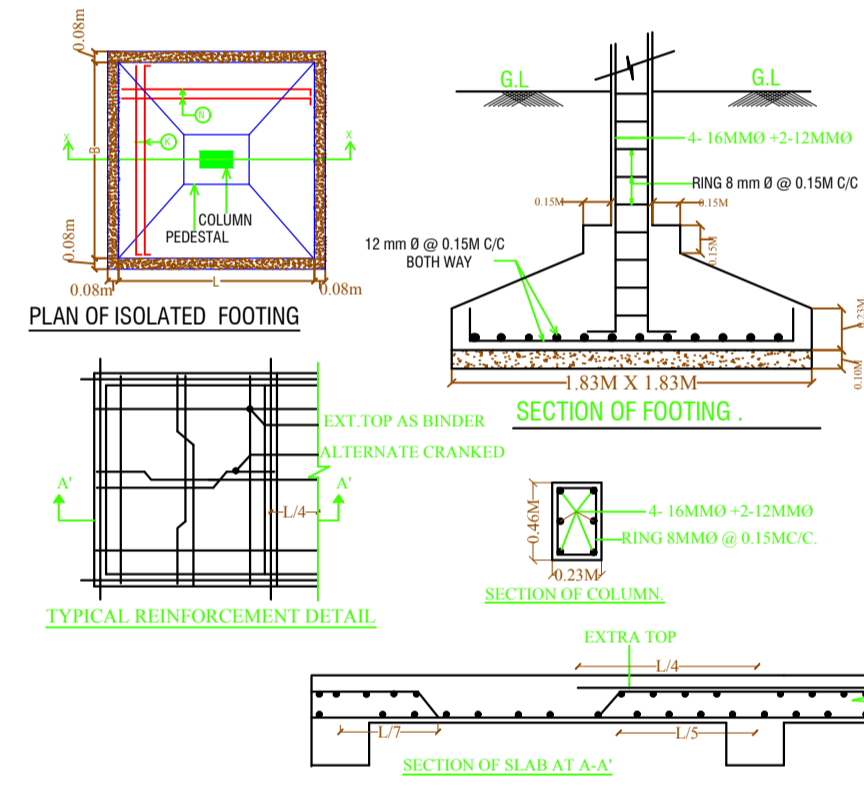 0.08m
N
K
X
X
B
COLUMN
PEDESTAL
0.08m
0.08m
L
0.08m
PLAN OF ISOLATED FOOTING
G.L
G.L
4- 16MMØ +2-12MMØ
RING 8 mm Ø @ 0.15M C/C
0.15M
0.15M
0.15M
12 mm Ø @ 0.15M C/C
BOTH WAY
0.23M
0.10M
1.83M X 1.83M
SECTION OF FOOTING .
EXT.TOP AS BINDER
ALTERNATE CRANKED
A'
A'
L/4
TYPICAL REINFORCEMENT DETAIL
0.46M
4- 16MMØ +2-12MMØ
RING 8MMØ @ 0.15MC/C.
0.23M
SECTION OF COLUMN.
EXTRA TOP
L/4
L/7
L/5
SECTION OF SLAB AT A-A'